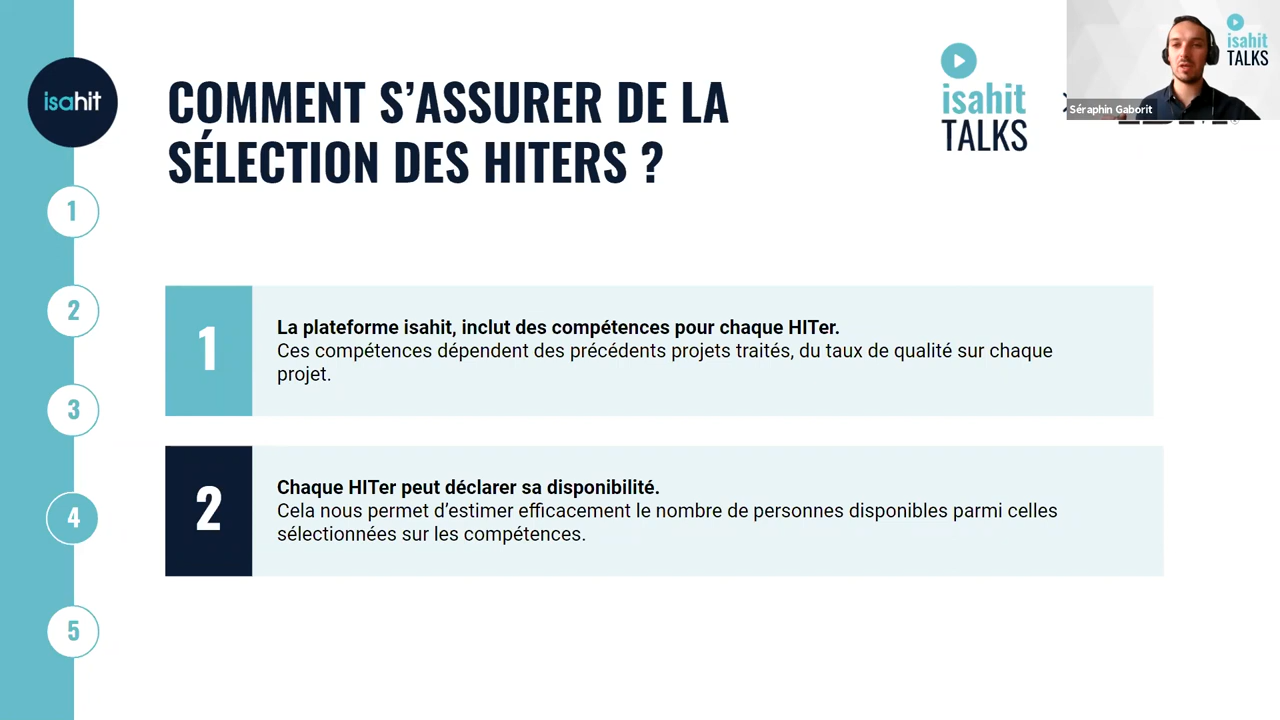 isahit
COMMENT S'ASSURER DE LA
SÉLECTION DES HITERS ?
isahit
TALKS
isahit
TALKS
Séraphin Gaborit
1
2
3
4
5
1
La plateforme isahit, inclut des compétences pour chaque HITer.
Ces compétences dépendent des précédents projets traités, du taux de qualité sur chaque
projet.
2
Chaque HITer peut déclarer sa disponibilité.
Cela nous permet d'estimer efficacement le nombre de personnes disponibles parmi celles
sélectionnées sur les compétences.